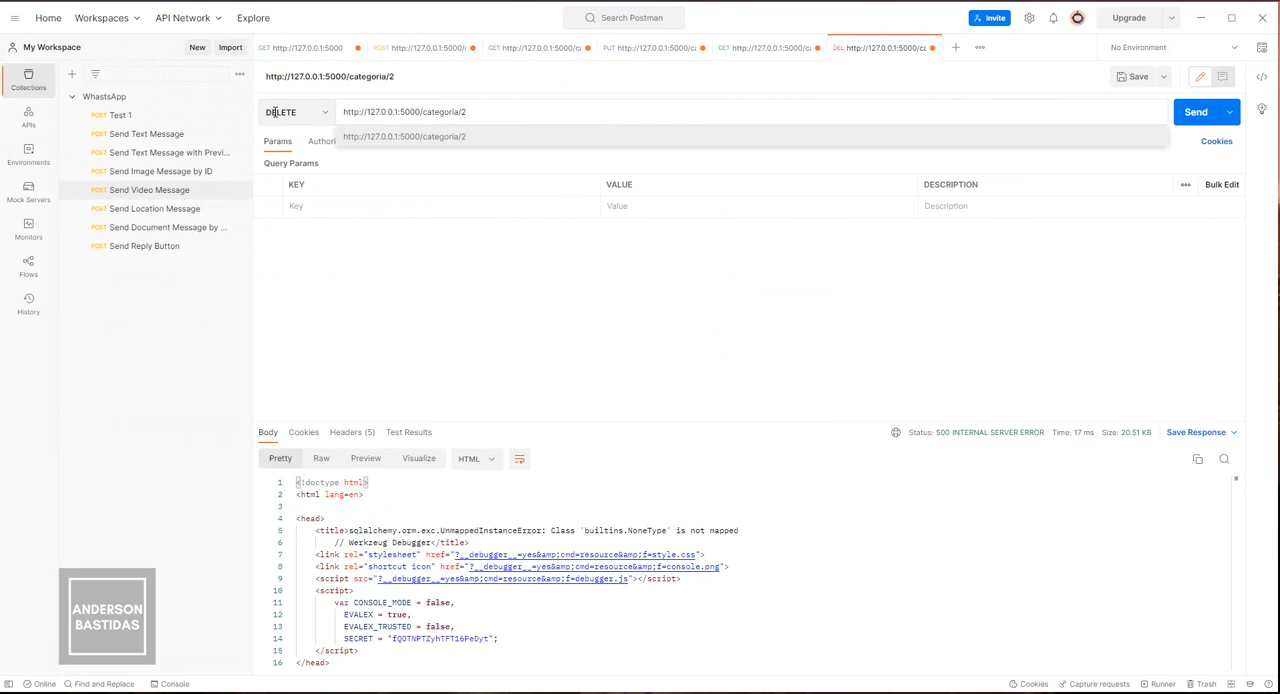 Home Workspaces API Network Explore Search Postman Invite Upgrade
My Workspace New Import GET http://127.0.0.1:5000 POST http://127.0.0.1:5000/c GET http://127.0.0.1:5000/ca PUT http://127.0.0.1:5000/ca GET http://127.0.0.1:5000/ca DEL http://127.0.0.1:5000/ca No Environment
Collections
APIs
Environments
Mock Servers
Monitors
Flows
History
WhastsApp
POST Test 1
POST Send Text Message
POST Send Text Message with Previ...
POST Send Image Message by ID
POST Send Video Message
POST Send Location Message
POST Send Document Message by ...
POST Send Reply Button
http://127.0.0.1:5000/categoria/2 Save
DELETE http://127.0.0.1:5000/categoria/2 Send
http://127.0.0.1:5000/categoria/2
Params Authori Cookies
Query Params
KEY VALUE DESCRIPTION Bulk Edit
Key Value Description
Body Cookies Headers (5) Test Results Status: 500 INTERNAL SERVER ERROR Time: 17 ms Size: 20.51 KB Save Response
Pretty Raw Preview Visualize HTML
1 <!doctype html>
2 <html lang=en>
3
4 <head>
5 <title>sqlalchemy.orm.exc.UnmappedInstanceError: Class 'builtins.NoneType' is not mapped
6 // Werkzeug Debugger</title>
7 <link rel="stylesheet" href="?__debugger__=yes&amp;cmd=resource&amp;f=style.css">
8 <link rel="shortcut icon" href="?__debugger__=yes&amp;cmd=resource&amp;f=console.png">
9 <script src="?__debugger__=yes&amp;cmd=resource&amp;f=debugger.js"></script>
10 <script>
11 var CONSOLE_MODE = false,
12 EVALEX = true,
13 EVALEX_TRUSTED = false,
14 SECRET = "fQOTNPTZyhTFT16PeDyt";
15 </script>
16 </head>
ANDERSON
BASTIDAS
Online Find and Replace Console Cookies Capture requests Runner Trash